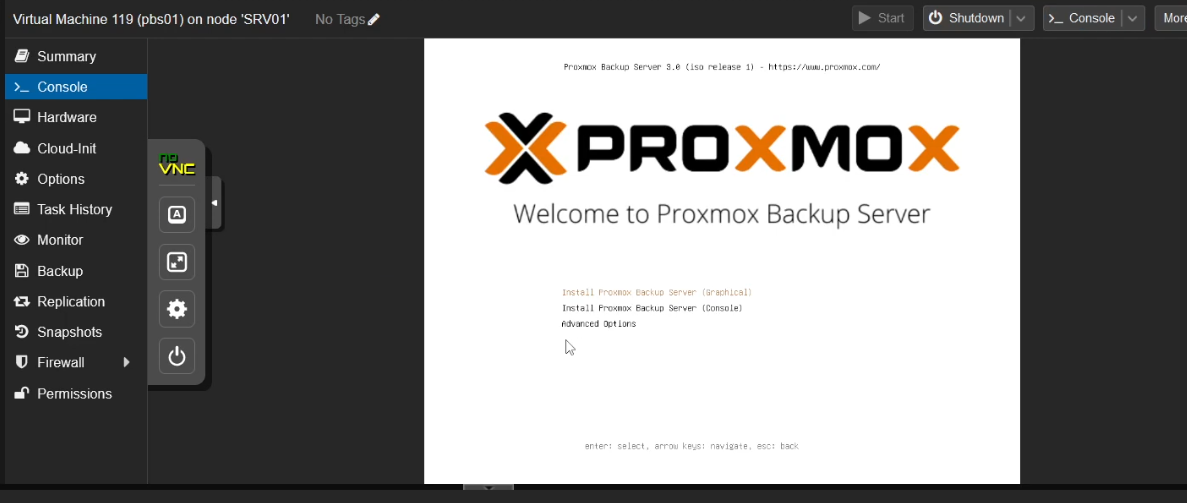 Virtual Machine 119 (pbs01) on node 'SRV01' No Tags Start Shutdown Console More
Summary
Console
Hardware
Cloud-Init
Options
Task History
Monitor
Backup
Replication
Snapshots
Firewall
Permissions
no
VNC
A
Proxmox Backup Server 3.0 (iso release 1) - https://www.proxmox.com/
PROXMOX
Welcome to Proxmox Backup Server
Install Proxmox Backup Server (Graphical)
Install Proxmox Backup Server (Console)
Advanced Options
enter: select, arrow keys: navigate, esc: back